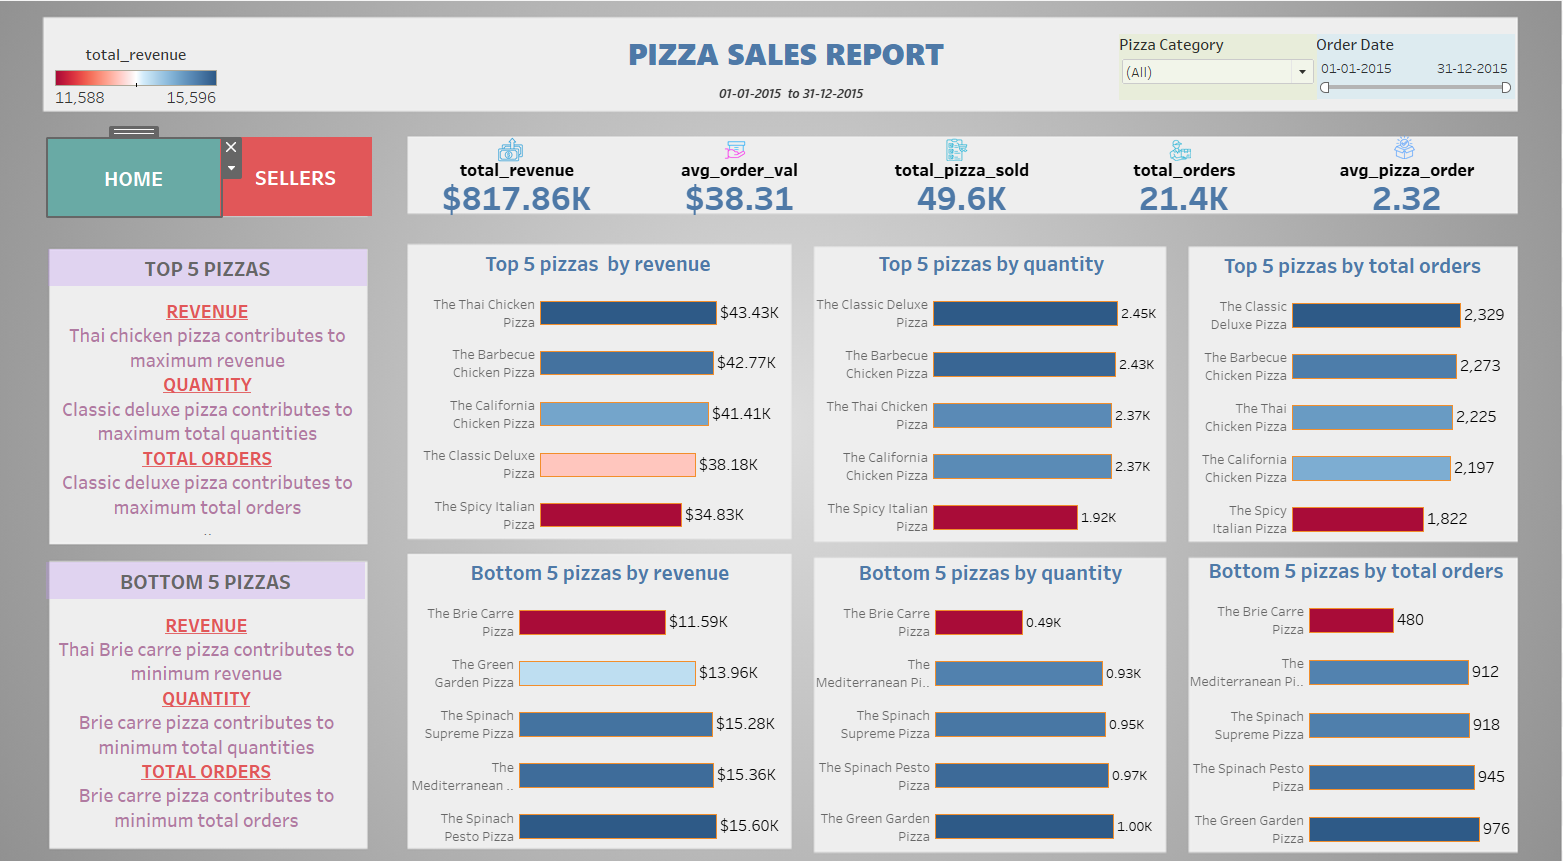 total_revenue
11,588 15,596
PIZZA SALES REPORT
01-01-2015 to 31-12-2015
Pizza Category
(All)
Order Date
01-01-2015 31-12-2015
HOME
SELLERS
total_revenue
$817.86K
avg_order_val
$38.31
total_pizza_sold
49.6K
total_orders
21.4K
avg_pizza_order
2.32
TOP 5 PIZZAS
REVENUE
Thai chicken pizza contributes to
maximum revenue
QUANTITY
Classic deluxe pizza contributes to
maximum total quantities
TOTAL ORDERS
Classic deluxe pizza contributes to
maximum total orders
..
Top 5 pizzas by revenue
The Thai Chicken
Pizza
$43.43K
The Barbecue
Chicken Pizza
$42.77K
The California
Chicken Pizza
$41.41K
The Classic Deluxe
Pizza
$38.18K
The Spicy Italian
Pizza
$34.83K
Top 5 pizzas by quantity
The Classic Deluxe
Pizza
2.45K
The Barbecue
Chicken Pizza
2.43K
The Thai Chicken
Pizza
2.37K
The California
Chicken Pizza
2.37K
The Spicy Italian
Pizza
1.92K
Top 5 pizzas by total orders
The Classic
Deluxe Pizza
2,329
The Barbecue
Chicken Pizza
2,273
The Thai
Chicken Pizza
2,225
The California
Chicken Pizza
2,197
The Spicy
Italian Pizza
1,822
BOTTOM 5 PIZZAS
REVENUE
Thai Brie carre pizza contributes to
minimum revenue
QUANTITY
Brie carre pizza contributes to
minimum total quantities
TOTAL ORDERS
Brie carre pizza contributes to
minimum total orders
Bottom 5 pizzas by revenue
The Brie Carre
Pizza
$11.59K
The Green
Garden Pizza
$13.96K
The Spinach
Supreme Pizza
$15.28K
The
Mediterranean ..
$15.36K
The Spinach
Pesto Pizza
$15.60K
Bottom 5 pizzas by quantity
The Brie Carre
Pizza
0.49K
The
Mediterranean Pi..
0.93K
The Spinach
Supreme Pizza
0.95K
The Spinach Pesto
Pizza
0.97K
The Green Garden
Pizza
1.00K
Bottom 5 pizzas by total orders
The Brie Carre
Pizza
480
The
Mediterranean Pi..
912
The Spinach
Supreme Pizza
918
The Spinach Pesto
Pizza
945
The Green Garden
Pizza
976